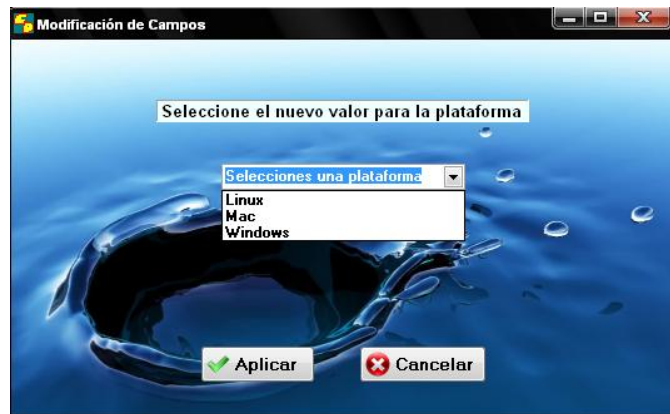 Modificación de Campos
Seleccione el nuevo valor para la plataforma
Selecciones una plataforma
Linux
Mac
Windows
Aplicar
Cancelar